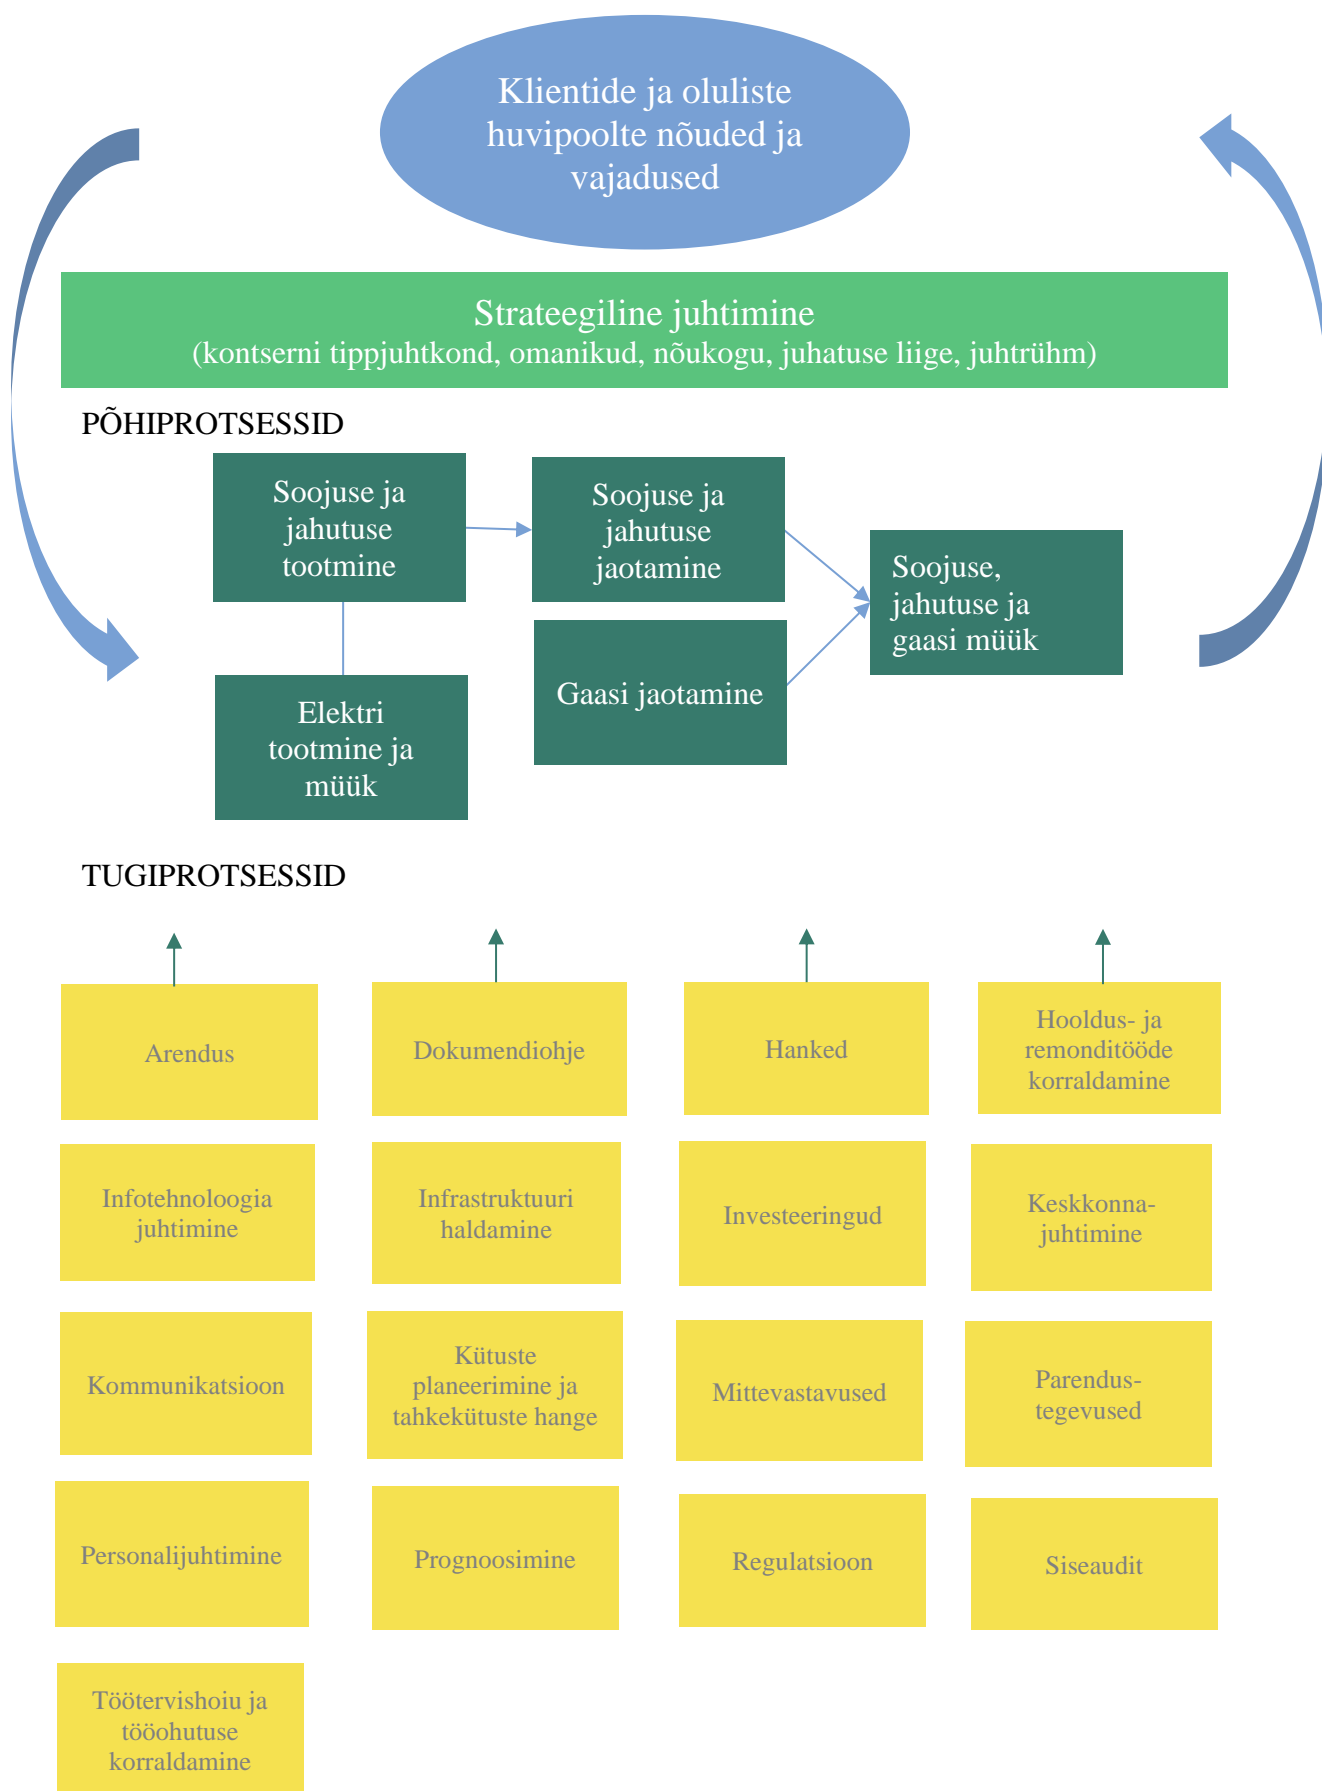 Klientide ja oluliste
huvipoolte nõuded ja
vajadused
Strateegiline juhtimine
(kontserni tippjuhtkond, omanikud, nõukogu, juhatuse liige, juhtrühm)
PÕHIPROTSESSID
Soojuse ja
jahutuse
tootmine
Soojuse ja
jahutuse
jaotamine
Soojuse,
jahutuse ja
gaasi müük
Gaasi jaotamine
Elektri
tootmine ja
müük
TUGIPROTSESSID
Arendus
Dokumendiohje
Hanked
Hooldus- ja
remonditööde
korraldamine
Infotehnoloogia
juhtimine
Infrastruktuuri
haldamine
Investeeringud
Keskkonna-
juhtimine
Kommunikatsioon
Kütuste
planeerimine ja
tahkekütuste hange
Mittevastavused
Parendus-
tegevused
Personalijuhtimine
Prognoosimine
Regulatsioon
Siseaudit
Töötervishoiu ja
tööohutuse
korraldamine